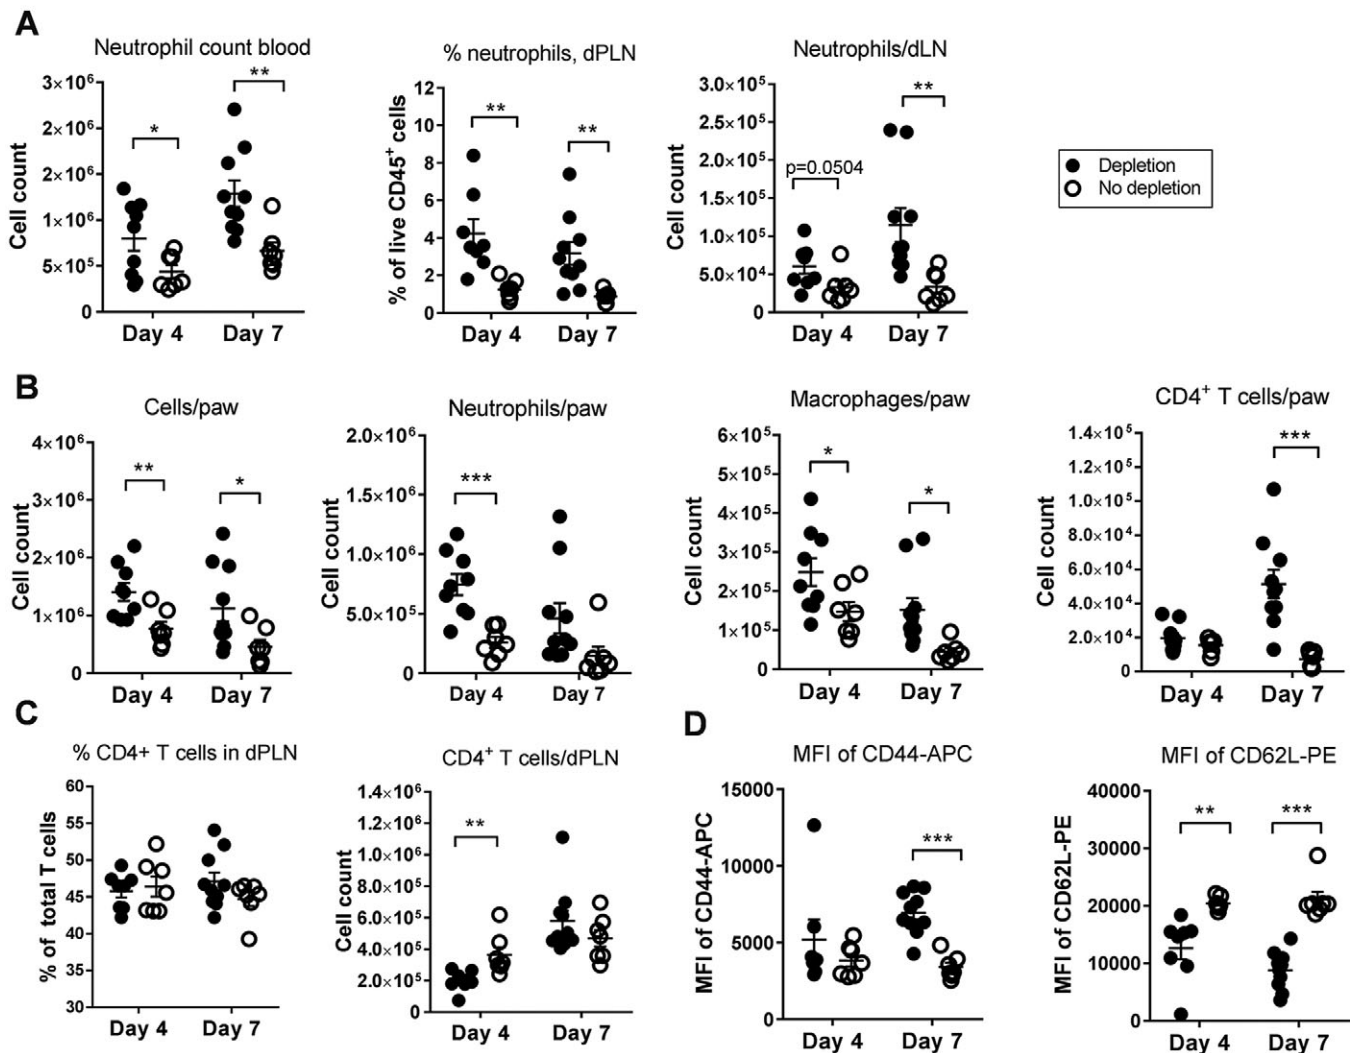 A
Neutrophil count blood
Cell count
3×10⁶
2×10⁶
2×10⁶
1×10⁶
5×10⁵
0
*
**
Day 4 Day 7
% neutrophils, dPLN
% of live CD45⁺ cells
12
10
8
6
4
2
0
**
**
Day 4 Day 7
Neutrophils/dLN
Cell count
3.0×10⁵
2.5×10⁵
2.0×10⁵
1.5×10⁵
1.0×10⁵
5.0×10⁴
0
p=0.0504
**
Day 4 Day 7
Depletion
No depletion
B
Cells/paw
Cell count
4×10⁶
3×10⁶
2×10⁶
1×10⁶
0
**
*
Day 4 Day 7
Neutrophils/paw
Cell count
2.0×10⁶
1.5×10⁶
1.0×10⁶
5.0×10⁵
0
***
Day 4 Day 7
Macrophages/paw
Cell count
6×10⁵
5×10⁵
4×10⁵
3×10⁵
2×10⁵
1×10⁵
0
*
*
Day 4 Day 7
CD4⁺ T cells/paw
Cell count
1.4×10⁵
1.2×10⁵
1.0×10⁵
8.0×10⁴
6.0×10⁴
4.0×10⁴
2.0×10⁴
0
***
Day 4 Day 7
C
% CD4+ T cells in dPLN
% of total T cells
60
55
50
45
40
35
30
Day 4 Day 7
CD4⁺ T cells/dPLN
Cell count
1.4×10⁶
1.2×10⁶
1.0×10⁶
8.0×10⁵
6.0×10⁵
4.0×10⁵
2.0×10⁵
0
**
Day 4 Day 7
D
MFI of CD44-APC
MFI of CD44-APC
15000
10000
5000
0
***
Day 4 Day 7
MFI of CD62L-PE
MFI of CD62L-PE
40000
30000
20000
10000
0
**
***
Day 4 Day 7